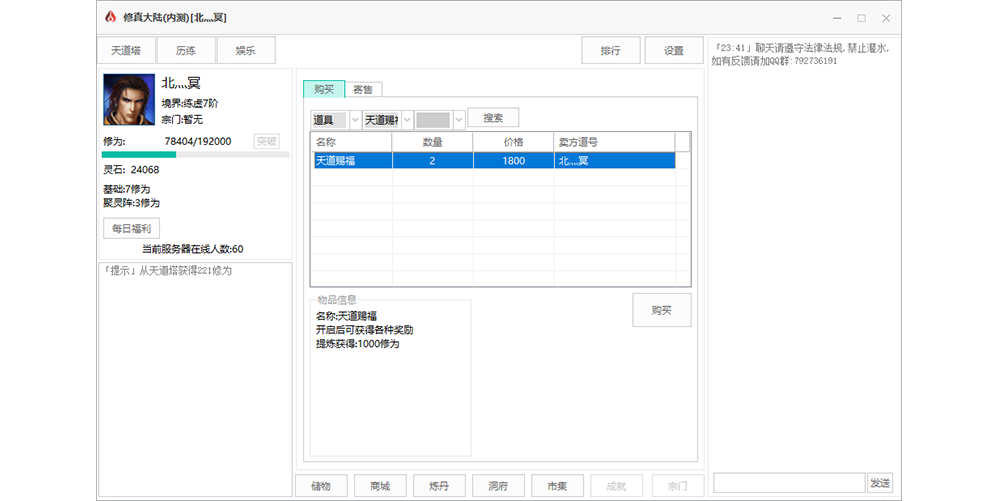 修真大陆(内测)[北灬冥]
天道塔 历练 娱乐 排行 设置
北灬冥
境界:练虚7阶
宗门:暂无
修为: 78404/192000 突破
灵石: 24068
基础:7修为
聚灵阵:3修为
每日福利
当前服务器在线人数:60
「提示」从天道塔获得221修为
购买 寄售
道具 天道赐福 搜索
名称 数量 价格 卖方道号
天道赐福 2 1800 北灬冥
物品信息
名称:天道赐福
开启后可获得各种奖励
提炼获得:1000修为
购买
储物 商城 炼丹 洞府 市集 成就 宗门
「23:41」聊天请遵守法律法规,禁止灌水,
如有反馈请加QQ群:792736191
发送